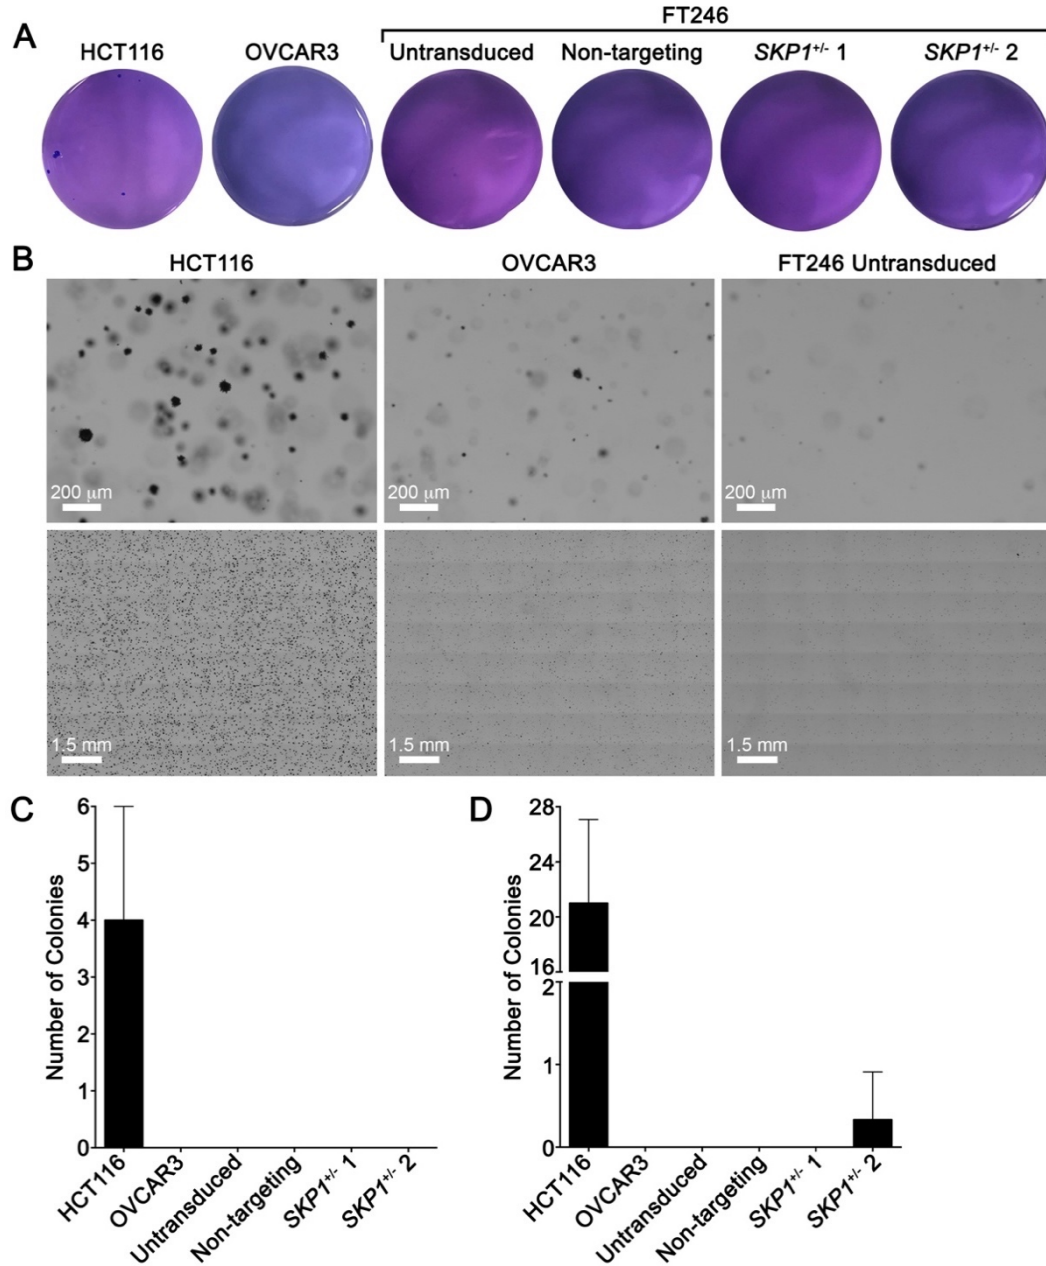 FT246
A
HCT116 OVCAR3 Untransduced Non-targeting SKP1+/- 1 SKP1+/- 2
B
HCT116 OVCAR3 FT246 Untransduced
200 μm 200 μm 200 μm
1.5 mm 1.5 mm 1.5 mm
C
Number of Colonies
6
5
4
3
2
1
0
HCT116
OVCAR3
Untransduced
Non-targeting
SKP1+/- 1
SKP1+/- 2
D
Number of Colonies
28
24
20
16
2
1
0
HCT116
OVCAR3
Untransduced
Non-targeting
SKP1+/- 1
SKP1+/- 2